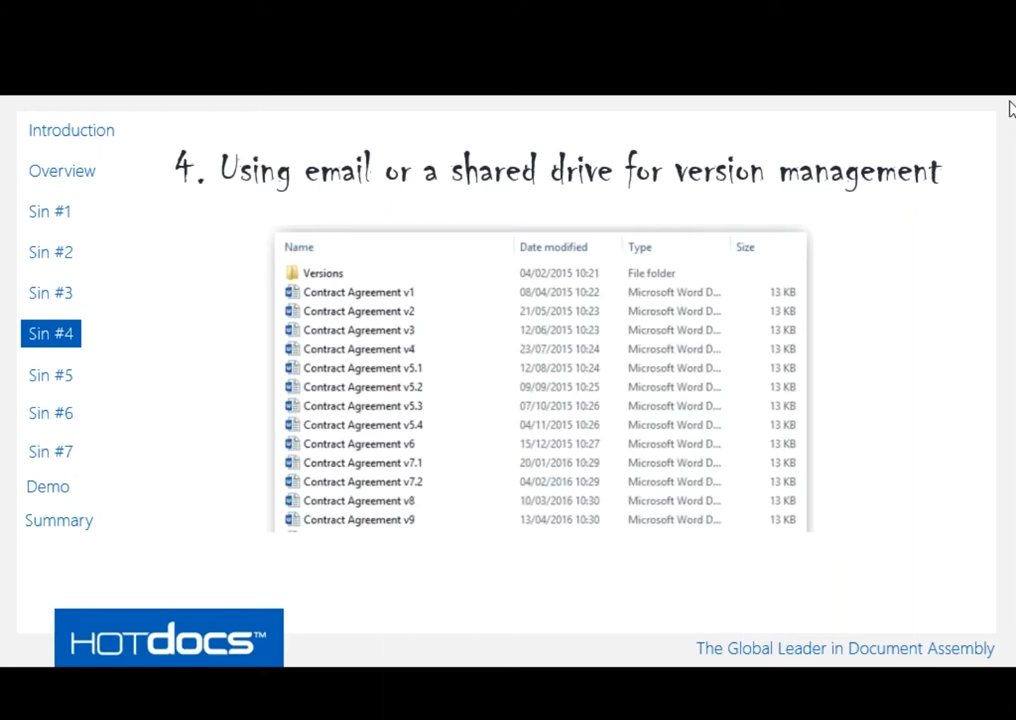 Introduction
Overview
Sin #1
Sin #2
Sin #3
Sin #4
Sin #5
Sin #6
Sin #7
Demo
Summary
4. Using email or a shared drive for version management
Name Date modified Type Size
Versions 04/02/2015 10:21 File folder
Contract Agreement v1 08/04/2015 10:22 Microsoft Word D... 13 KB
Contract Agreement v2 21/05/2015 10:23 Microsoft Word D... 13 KB
Contract Agreement v3 12/06/2015 10:23 Microsoft Word D... 13 KB
Contract Agreement v4 23/07/2015 10:24 Microsoft Word D... 13 KB
Contract Agreement v5.1 12/08/2015 10:24 Microsoft Word D... 13 KB
Contract Agreement v5.2 09/09/2015 10:25 Microsoft Word D... 13 KB
Contract Agreement v5.3 07/10/2015 10:26 Microsoft Word D... 13 KB
Contract Agreement v5.4 04/11/2015 10:26 Microsoft Word D... 13 KB
Contract Agreement v6 15/12/2015 10:27 Microsoft Word D... 13 KB
Contract Agreement v7.1 20/01/2016 10:29 Microsoft Word D... 13 KB
Contract Agreement v7.2 04/02/2016 10:29 Microsoft Word D... 13 KB
Contract Agreement v8 10/03/2016 10:30 Microsoft Word D... 13 KB
Contract Agreement v9 13/04/2016 10:30 Microsoft Word D... 13 KB
HOTdocs™
The Global Leader in Document Assembly